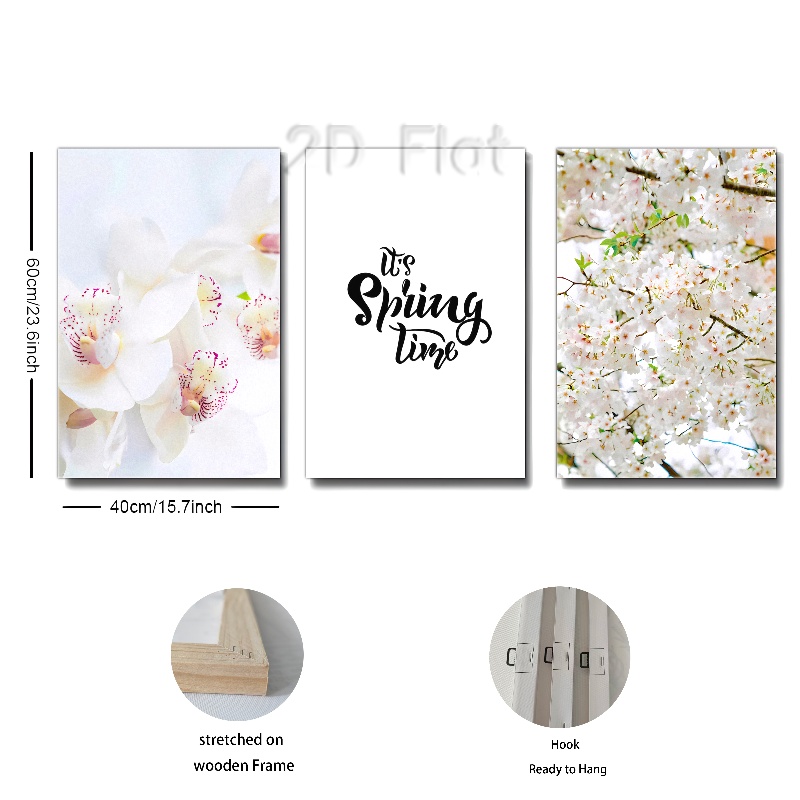 2D Flat
60cm/23.6inch
it's
Spring
time
40cm/15.7inch
stretched on
wooden Frame
Hook
Ready to Hang